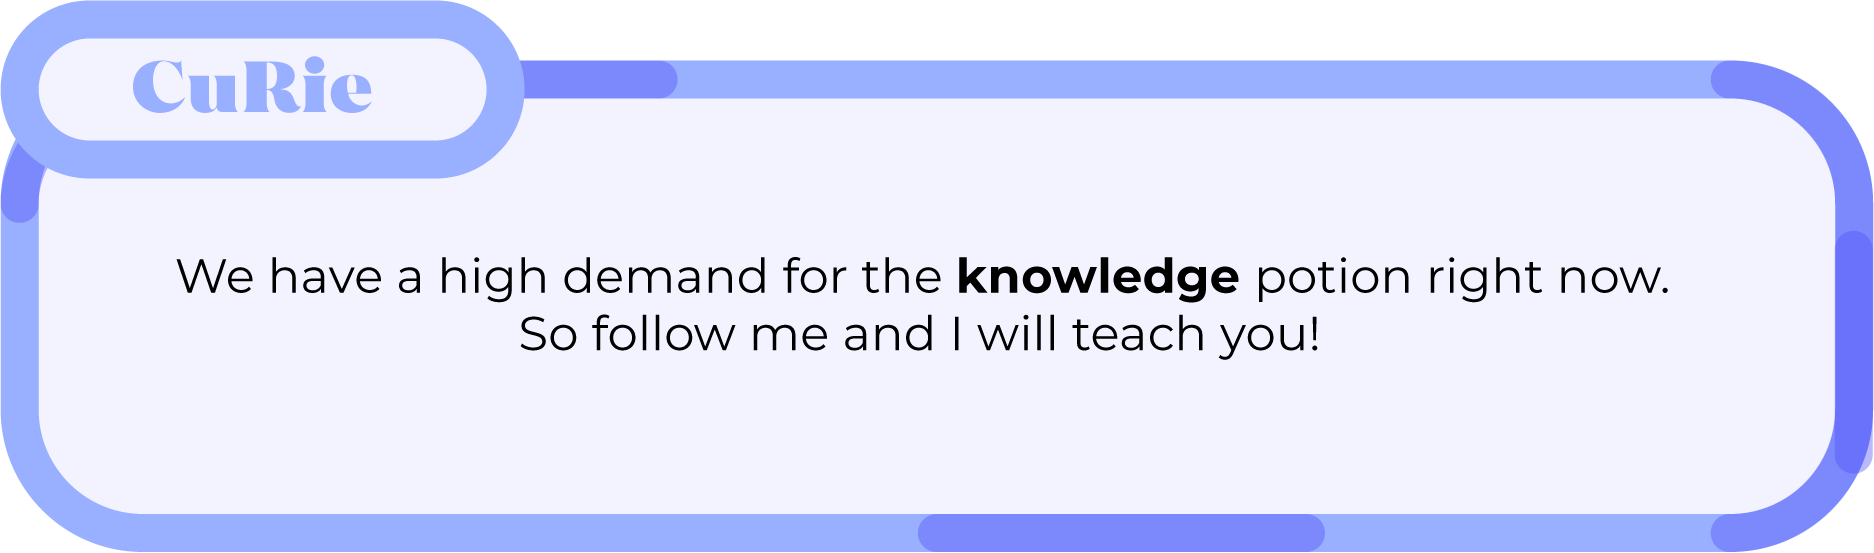 CuRie
We have a high demand for the knowledge potion right now.
So follow me and I will teach you!